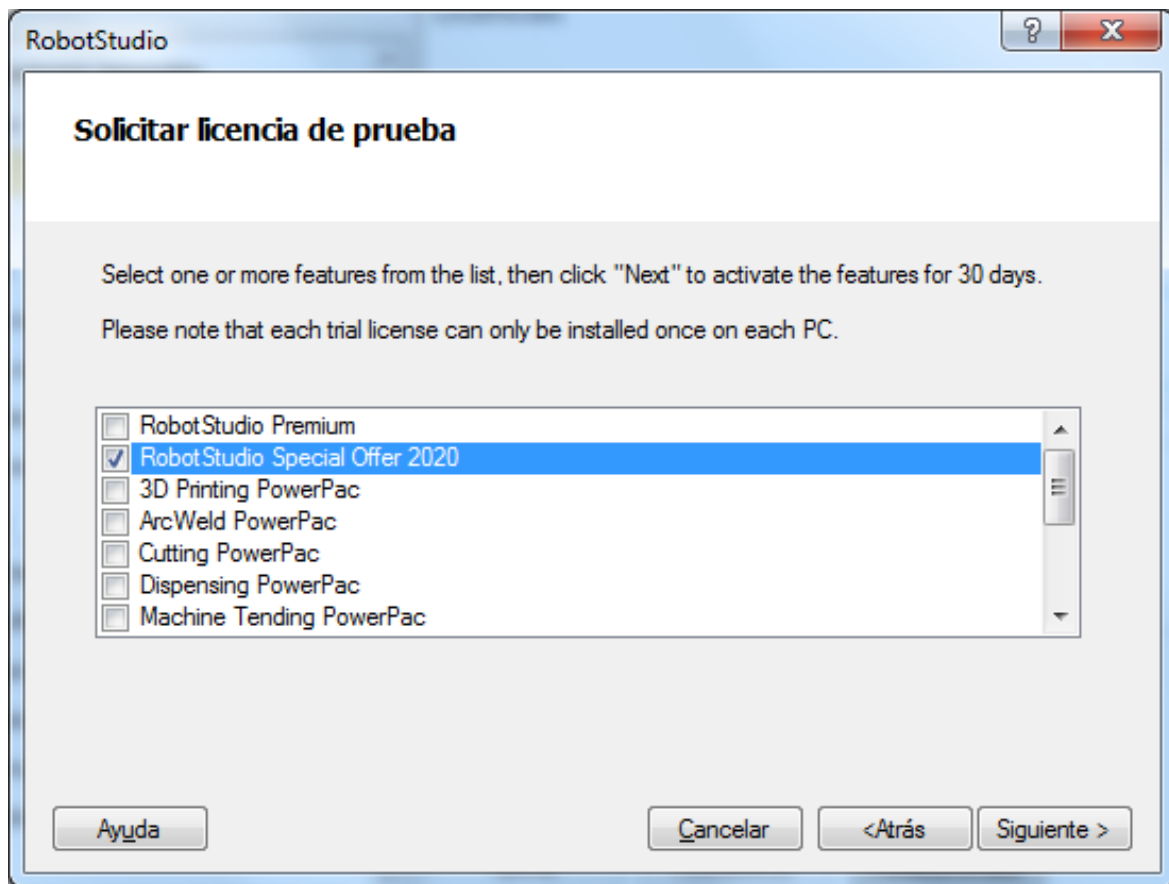 RobotStudio
Solicitar licencia de prueba
Select one or more features from the list, then click "Next" to activate the features for 30 days.
Please note that each trial license can only be installed once on each PC.
RobotStudio Premium
RobotStudio Special Offer 2020
3D Printing PowerPac
ArcWeld PowerPac
Cutting PowerPac
Dispensing PowerPac
Machine Tending PowerPac
Ayuda
Cancelar
<Atrás
Siguiente >